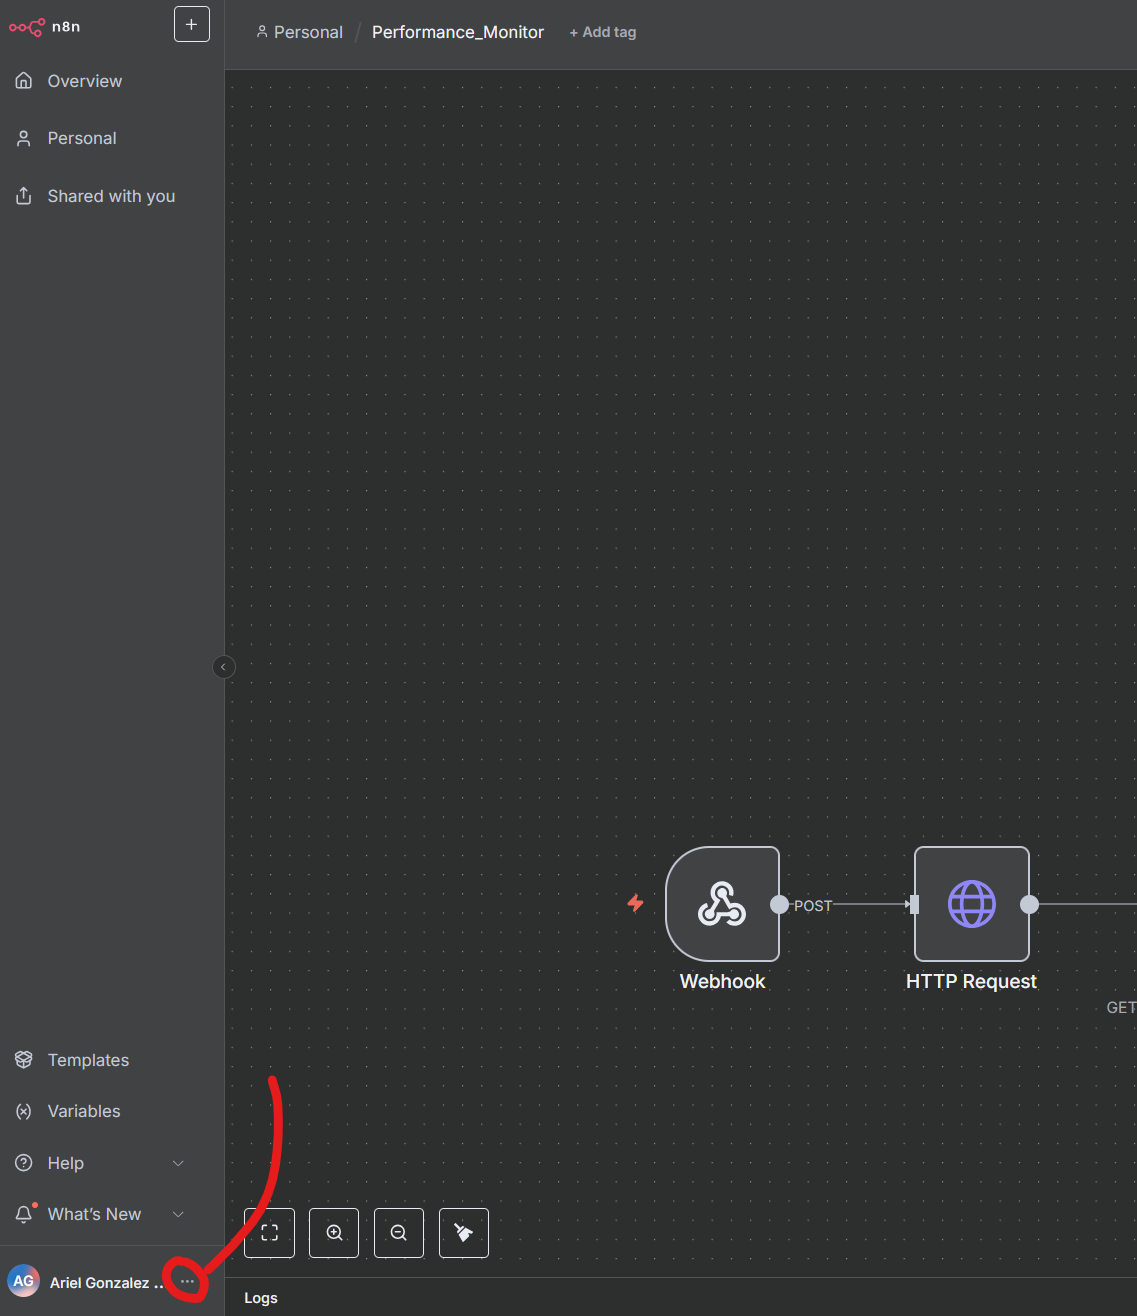 n8n
+
Personal / Performance_Monitor + Add tag
Overview
Personal
Shared with you
POST
Webhook
HTTP Request
GET
Templates
Variables
Help
What's New
AG Ariel Gonzalez ..
Logs